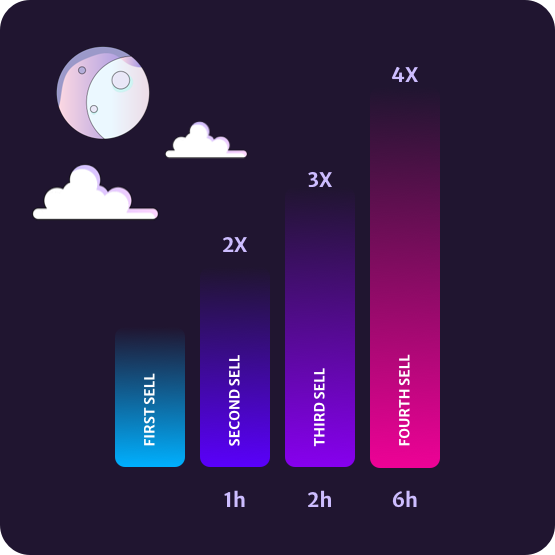 4X
3X
2X
FIRST SELL
SECOND SELL
THIRD SELL
FOURTH SELL
1h
2h
6h